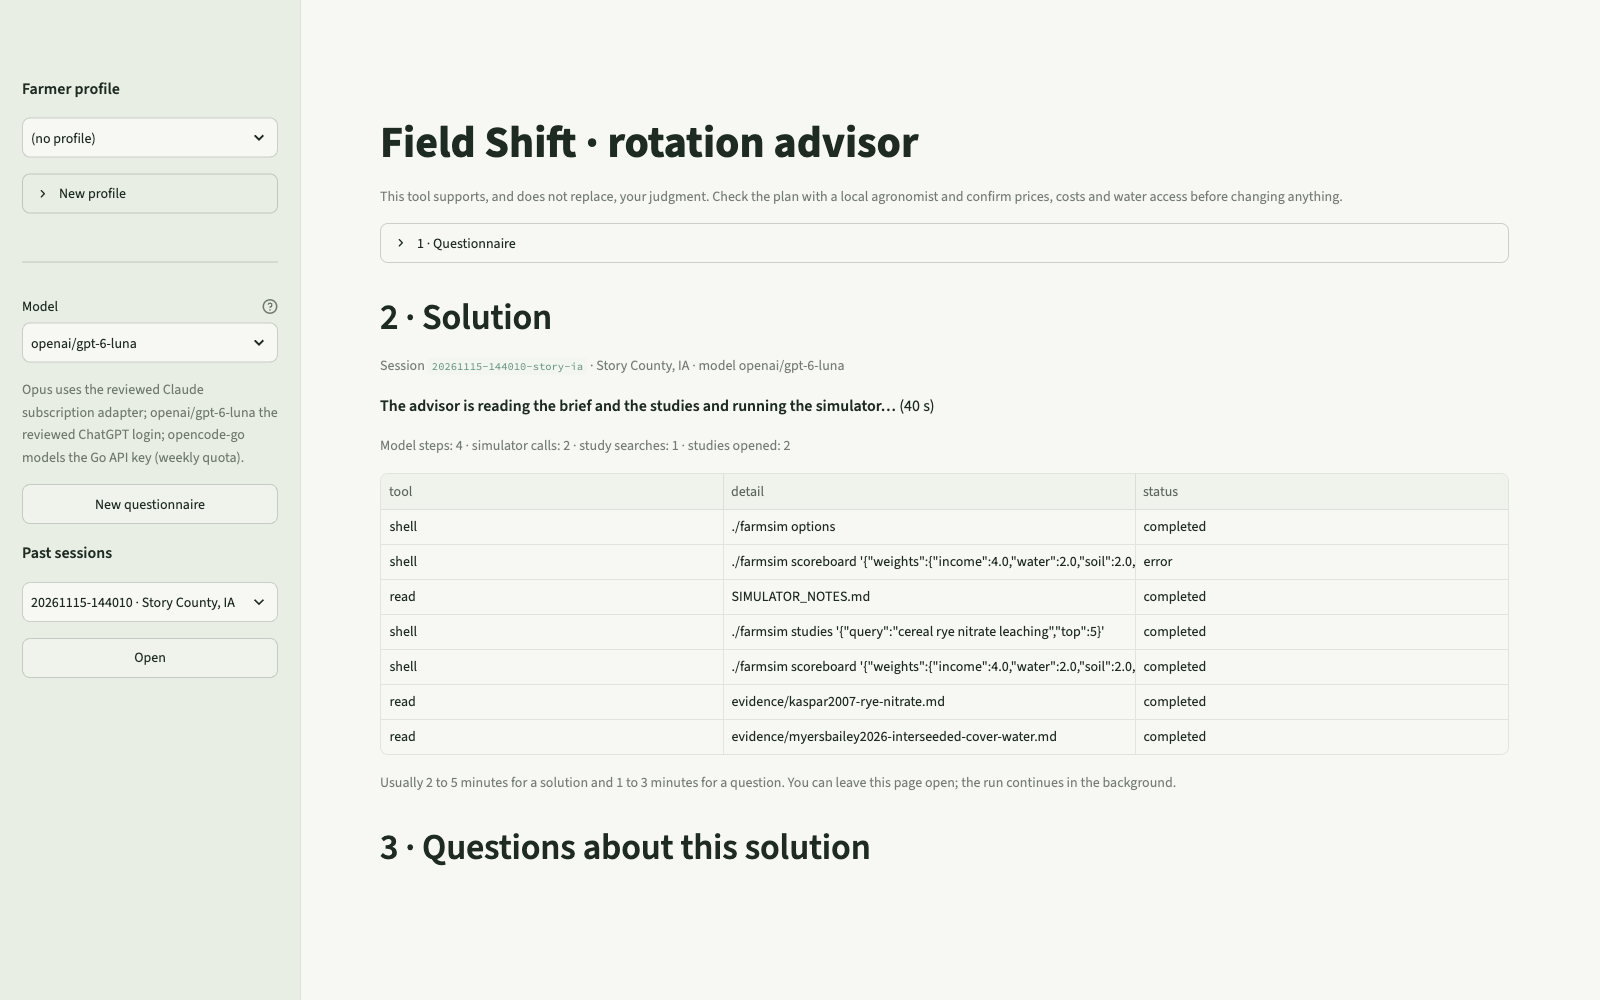 Farmer profile
(no profile)
New profile
Model
openai/gpt-6-luna
Opus uses the reviewed Claude
subscription adapter; openai/gpt-6-luna the
reviewed ChatGPT login; opencode-go
models the Go API key (weekly quota).
New questionnaire
Past sessions
20261115-144010 · Story County, IA
Open
Field Shift · rotation advisor
This tool supports, and does not replace, your judgment. Check the plan with a local agronomist and confirm prices, costs and water access before changing anything.
1 · Questionnaire
2 · Solution
Session 20261115-144010-story-ia · Story County, IA · model openai/gpt-6-luna
The advisor is reading the brief and the studies and running the simulator… (40 s)
Model steps: 4 · simulator calls: 2 · study searches: 1 · studies opened: 2
tool detail status
shell ./farmsim options completed
shell ./farmsim scoreboard '{"weights":{"income":4.0,"water":2.0,"soil":2.0, error
read SIMULATOR_NOTES.md completed
shell ./farmsim studies '{"query":"cereal rye nitrate leaching","top":5}' completed
shell ./farmsim scoreboard '{"weights":{"income":4.0,"water":2.0,"soil":2.0, completed
read evidence/kaspar2007-rye-nitrate.md completed
read evidence/myersbailey2026-interseeded-cover-water.md completed
Usually 2 to 5 minutes for a solution and 1 to 3 minutes for a question. You can leave this page open; the run continues in the background.
3 · Questions about this solution